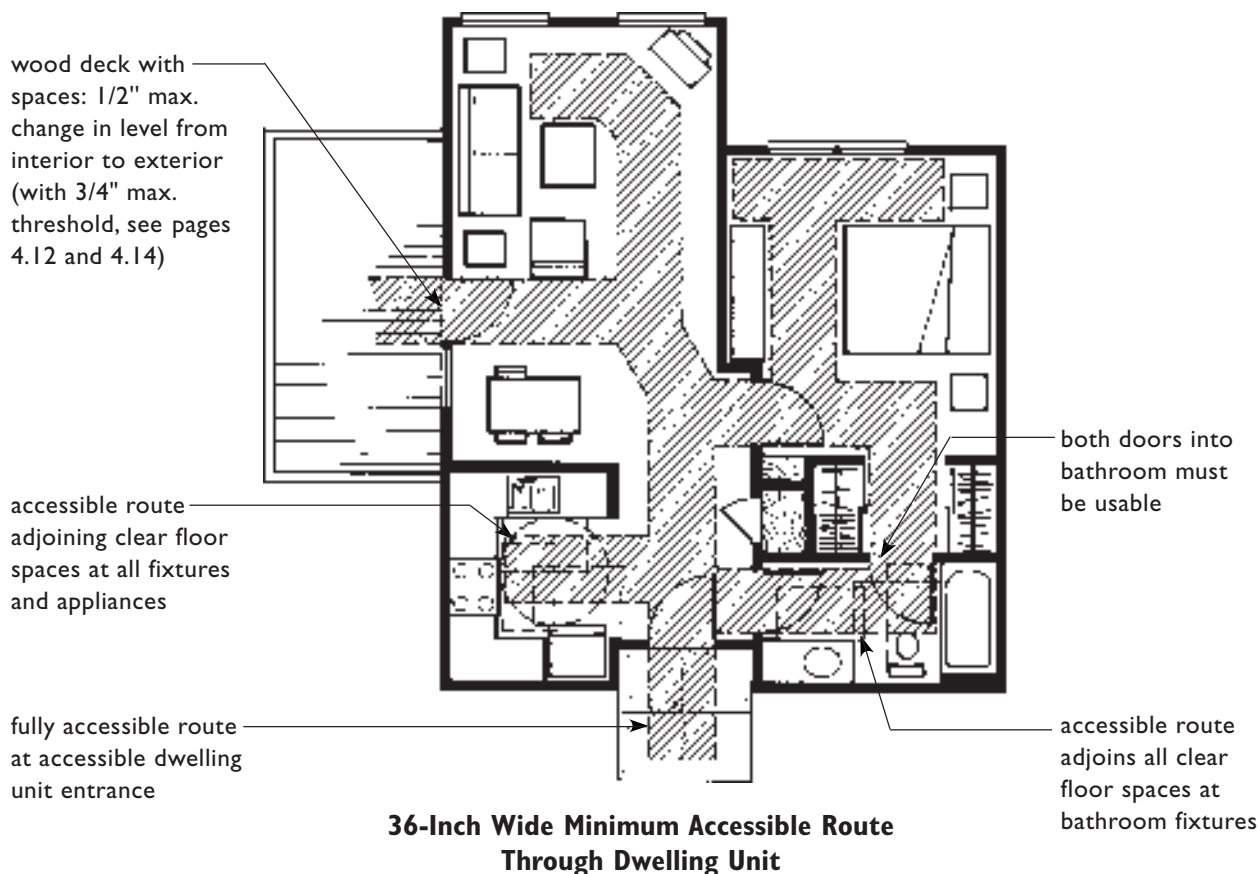 wood deck with
spaces: 1/2" max.
change in level from
interior to exterior
(with 3/4" max.
threshold, see pages
4.12 and 4.14)
accessible route
adjoining clear floor
spaces at all fixtures
and appliances
fully accessible route
at accessible dwelling
unit entrance
both doors into
bathroom must
be usable
accessible route
adjoins all clear
floor spaces at
bathroom fixtures
36-Inch Wide Minimum Accessible Route
Through Dwelling Unit